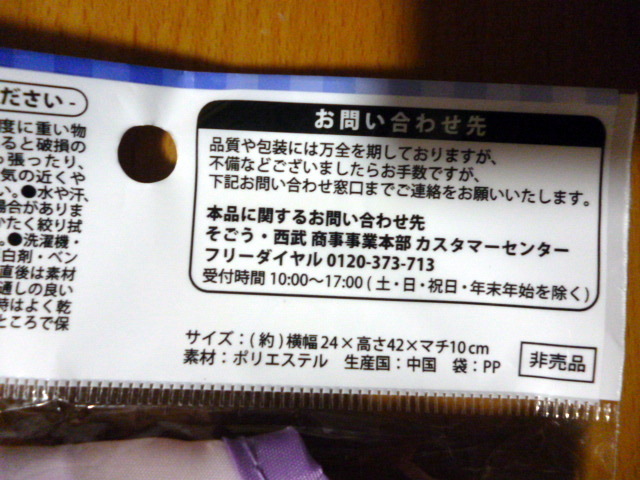 ださい -
度に重い物
ると破損の
っ張ったり、
気の近くや
い。●水や汗、
場合がありま
かたく絞り拭
。●洗濯機・
白剤・ベン
直後は素材
通しの良い
時はよく乾
ところで保
お問い合わせ先
品質や包装には万全を期しておりますが、
不備などございましたらお手数ですが、
下記お問い合わせ窓口までご連絡をお願いいたします。
本品に関するお問い合わせ先
そごう・西武 商事事業本部 カスタマーセンター
フリーダイヤル 0120-373-713
受付時間 10:00〜17:00 ( 土・日・祝日・年末年始を除く )
サイズ：( 約 ) 横幅 24 × 高さ42 × マチ10 cm
素材：ポリエステル　生産国：中国　袋：PP
非売品